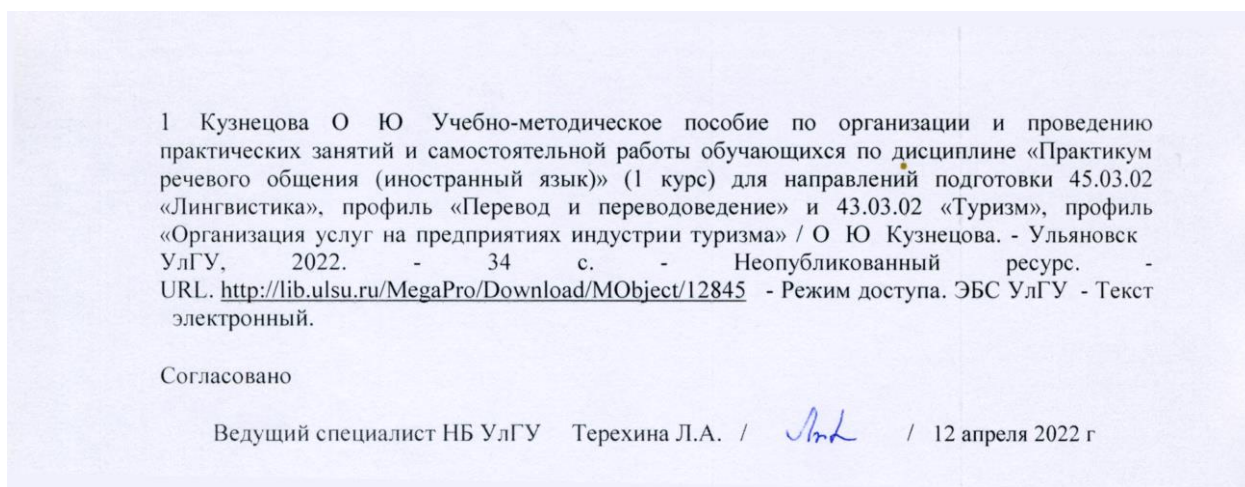 1 Кузнецова О Ю Учебно-методическое пособие по организации и проведению
практических занятий и самостоятельной работы обучающихся по дисциплине «Практикум
речевого общения (иностранный язык)» (1 курс) для направлений подготовки 45.03.02
«Лингвистика», профиль «Перевод и переводоведение» и 43.03.02 «Туризм», профиль
«Организация услуг на предприятиях индустрии туризма» / О Ю Кузнецова. - Ульяновск
УлГУ, 2022. - 34 с. - Неопубликованный ресурс. -
URL. http://lib.ulsu.ru/MegaPro/Download/MObject/12845 - Режим доступа. ЭБС УлГУ - Текст
электронный.
Согласовано
Ведущий специалист НБ УлГУ Терехина Л.А. / / 12 апреля 2022 г